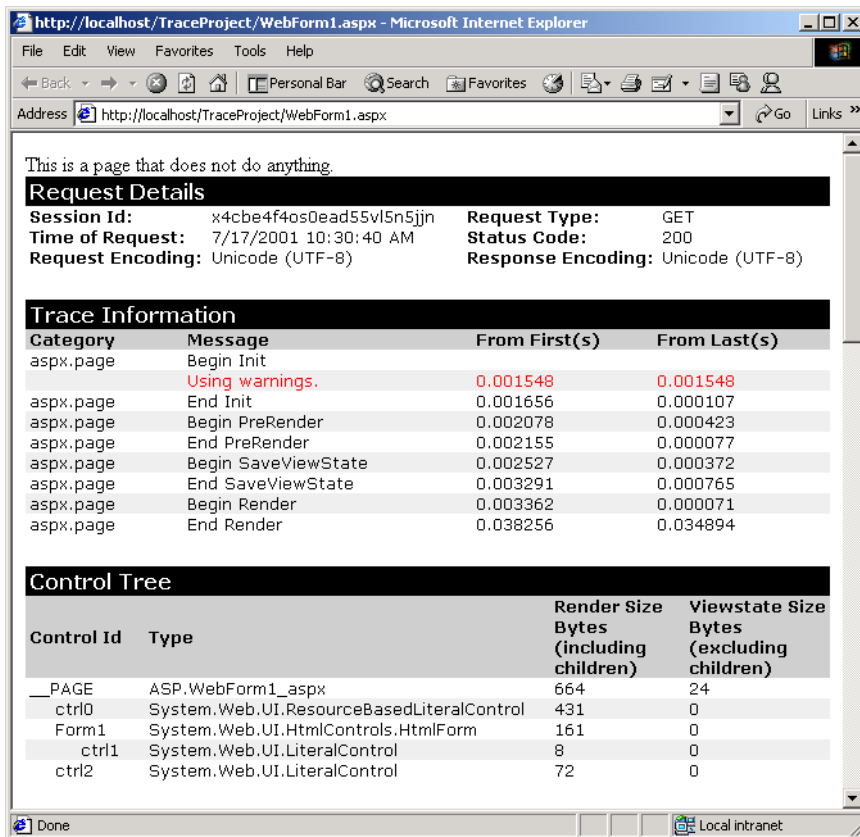 http://localhost/TraceProject/WebForm1.aspx - Microsoft Internet Explorer
File Edit View Favorites Tools Help
Back Personal Bar Search Favorites
Address http://localhost/TraceProject/WebForm1.aspx Go Links »
This is a page that does not do anything.
Request Details
Session Id: x4cbe4f4os0ead55vl5n5jjn Request Type: GET
Time of Request: 7/17/2001 10:30:40 AM Status Code: 200
Request Encoding: Unicode (UTF-8) Response Encoding: Unicode (UTF-8)
Trace Information
Category Message From First(s) From Last(s)
aspx.page Begin Init
Using warnings. 0.001548 0.001548
aspx.page End Init 0.001656 0.000107
aspx.page Begin PreRender 0.002078 0.000423
aspx.page End PreRender 0.002155 0.000077
aspx.page Begin SaveViewState 0.002527 0.000372
aspx.page End SaveViewState 0.003291 0.000765
aspx.page Begin Render 0.003362 0.000071
aspx.page End Render 0.038256 0.034894
Control Tree
Control Id Type Render Size Bytes (including children) Viewstate Size Bytes (excluding children)
__PAGE ASP.WebForm1_aspx 664 24
ctrl0 System.Web.UI.ResourceBasedLiteralControl 431 0
Form1 System.Web.UI.HtmlControls.HtmlForm 161 0
ctrl1 System.Web.UI.LiteralControl 8 0
ctrl2 System.Web.UI.LiteralControl 72 0
Done Local intranet